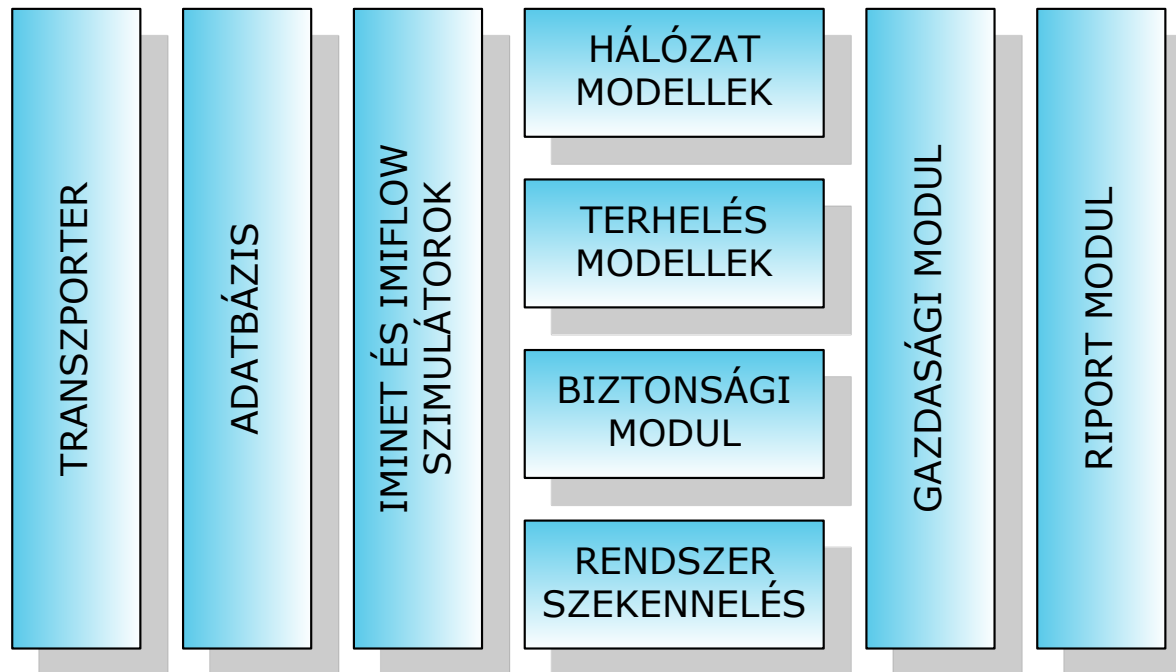 TRANSZPORTER
ADATBÁZIS
IMINET ÉS IMIFLOW
SZIMULÁTOROK
HÁLÓZAT
MODELLEK
TERHELÉS
MODELLEK
BIZTONSÁGI
MODUL
RENDSZER
SZEKENNELÉS
GAZDASÁGI MODUL
RIPORT MODUL